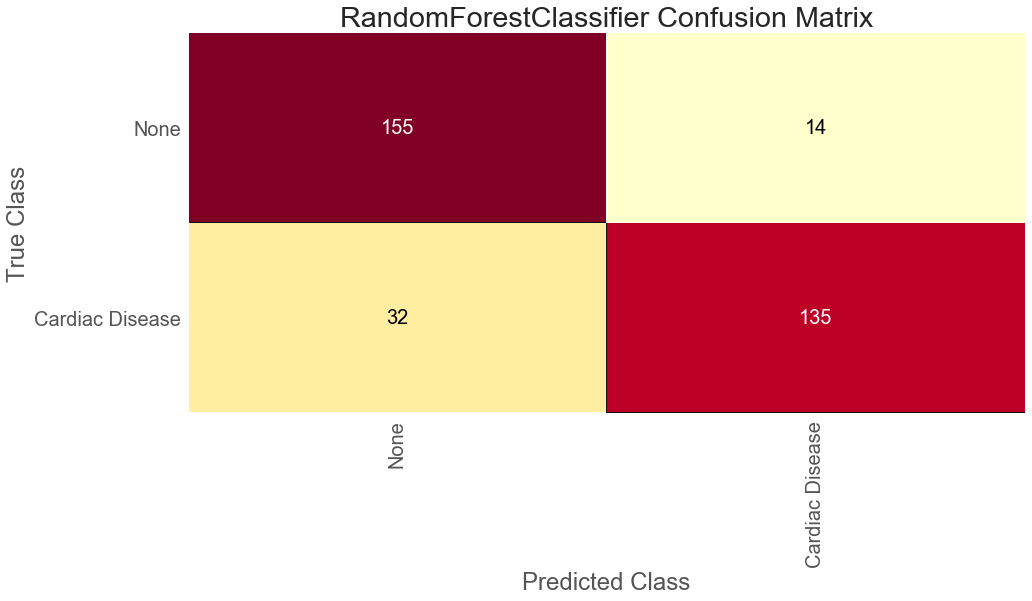 RandomForestClassifier Confusion Matrix
True Class
None
155
14
Cardiac Disease
32
135
None
Cardiac Disease
Predicted Class